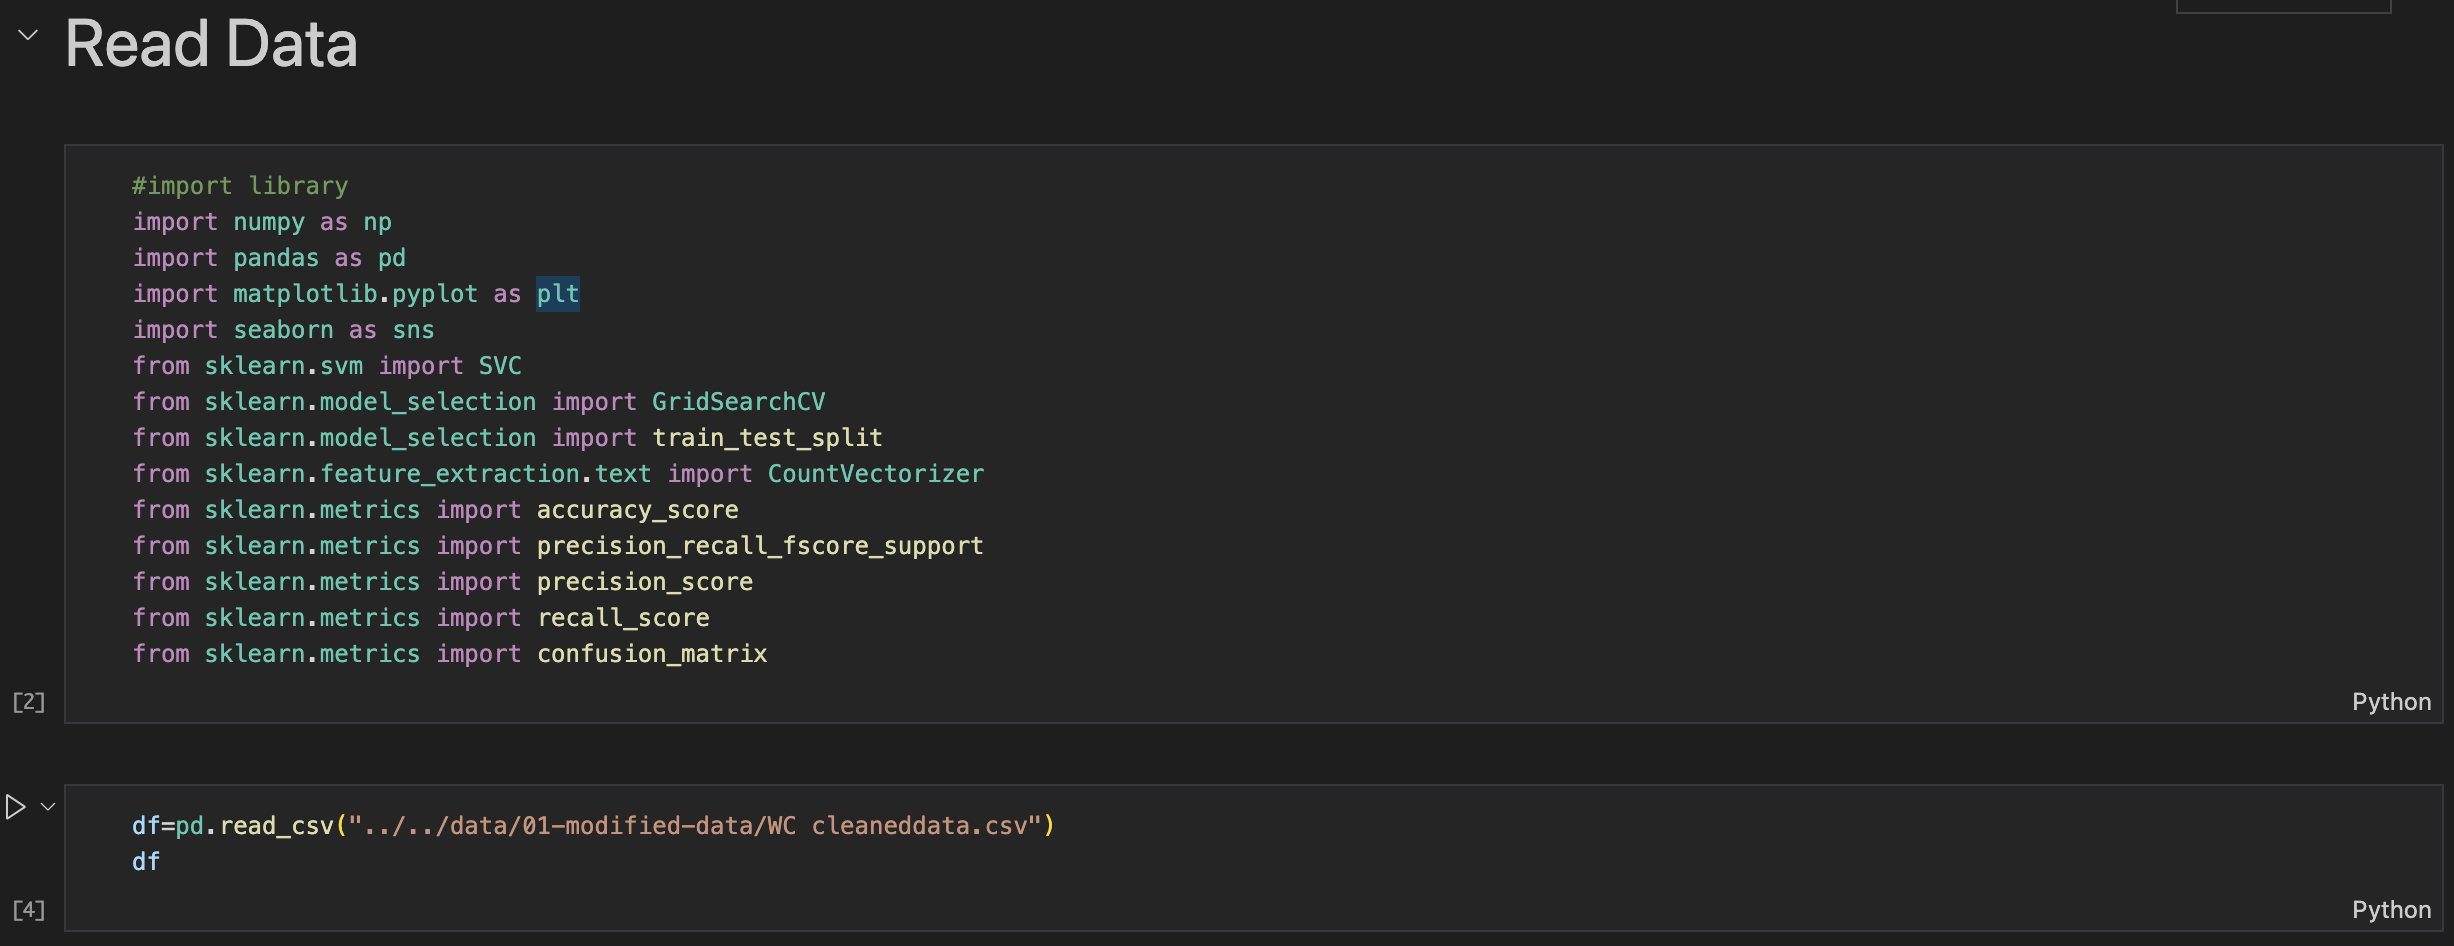 Read Data
#import library
import numpy as np
import pandas as pd
import matplotlib.pyplot as plt
import seaborn as sns
from sklearn.svm import SVC
from sklearn.model_selection import GridSearchCV
from sklearn.model_selection import train_test_split
from sklearn.feature_extraction.text import CountVectorizer
from sklearn.metrics import accuracy_score
from sklearn.metrics import precision_recall_fscore_support
from sklearn.metrics import precision_score
from sklearn.metrics import recall_score
from sklearn.metrics import confusion_matrix
[2] Python
df=pd.read_csv("../../data/01-modified-data/WC cleaneddata.csv")
df
[4] Python